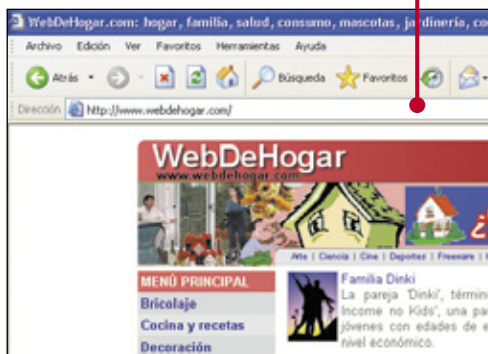 WebDeHogar.com: hogar, familia, salud, consumo, mascotas, jardinería, co
Archivo Edición Ver Favoritos Herramientas Ayuda
Atrás Búsqueda Favoritos
Dirección http://www.webdehogar.com/
WebDeHogar
www.webdehogar.com
¿
Arte | Ciencia | Cine | Deportes | Freeware |
MENÚ PRINCIPAL
Bricolaje
Cocina y recetas
Decoración
Familia Dinki
La pareja 'Dinki', términ
Income no Kids', una pa
jóvenes con edades de e
nivel económico.